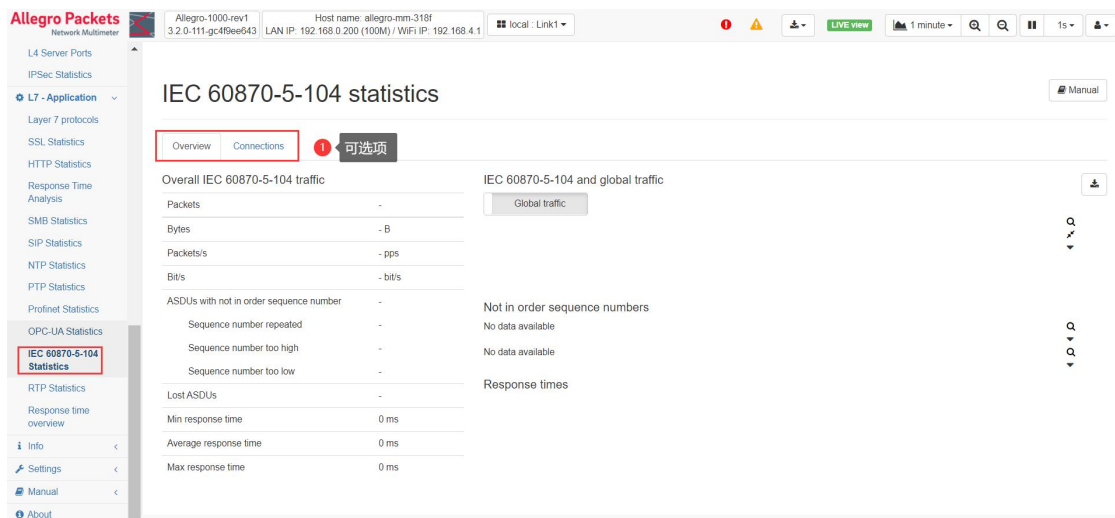 Allegro Packets
Network Multimeter
Allegro-1000-rev1
3.2.0-111-gc4f9ee643
Host name: allegro-mm-318f
LAN IP: 192.168.0.200 (100M) / WiFi IP: 192.168.4.1
local : Link1
LIVE view
1 minute
1s
L4 Server Ports
IPSec Statistics
L7 - Application
Layer 7 protocols
SSL Statistics
HTTP Statistics
Response Time
Analysis
SMB Statistics
SIP Statistics
NTP Statistics
PTP Statistics
Profinet Statistics
OPC-UA Statistics
IEC 60870-5-104
Statistics
RTP Statistics
Response time
overview
Info
Settings
Manual
About
IEC 60870-5-104 statistics
Manual
Overview
Connections
1
可选项
Overall IEC 60870-5-104 traffic
Packets -
Bytes - B
Packets/s - pps
Bit/s - bit/s
ASDUs with not in order sequence number -
Sequence number repeated -
Sequence number too high -
Sequence number too low -
Lost ASDUs -
Min response time 0 ms
Average response time 0 ms
Max response time 0 ms
IEC 60870-5-104 and global traffic
Global traffic
Not in order sequence numbers
No data available
No data available
Response times